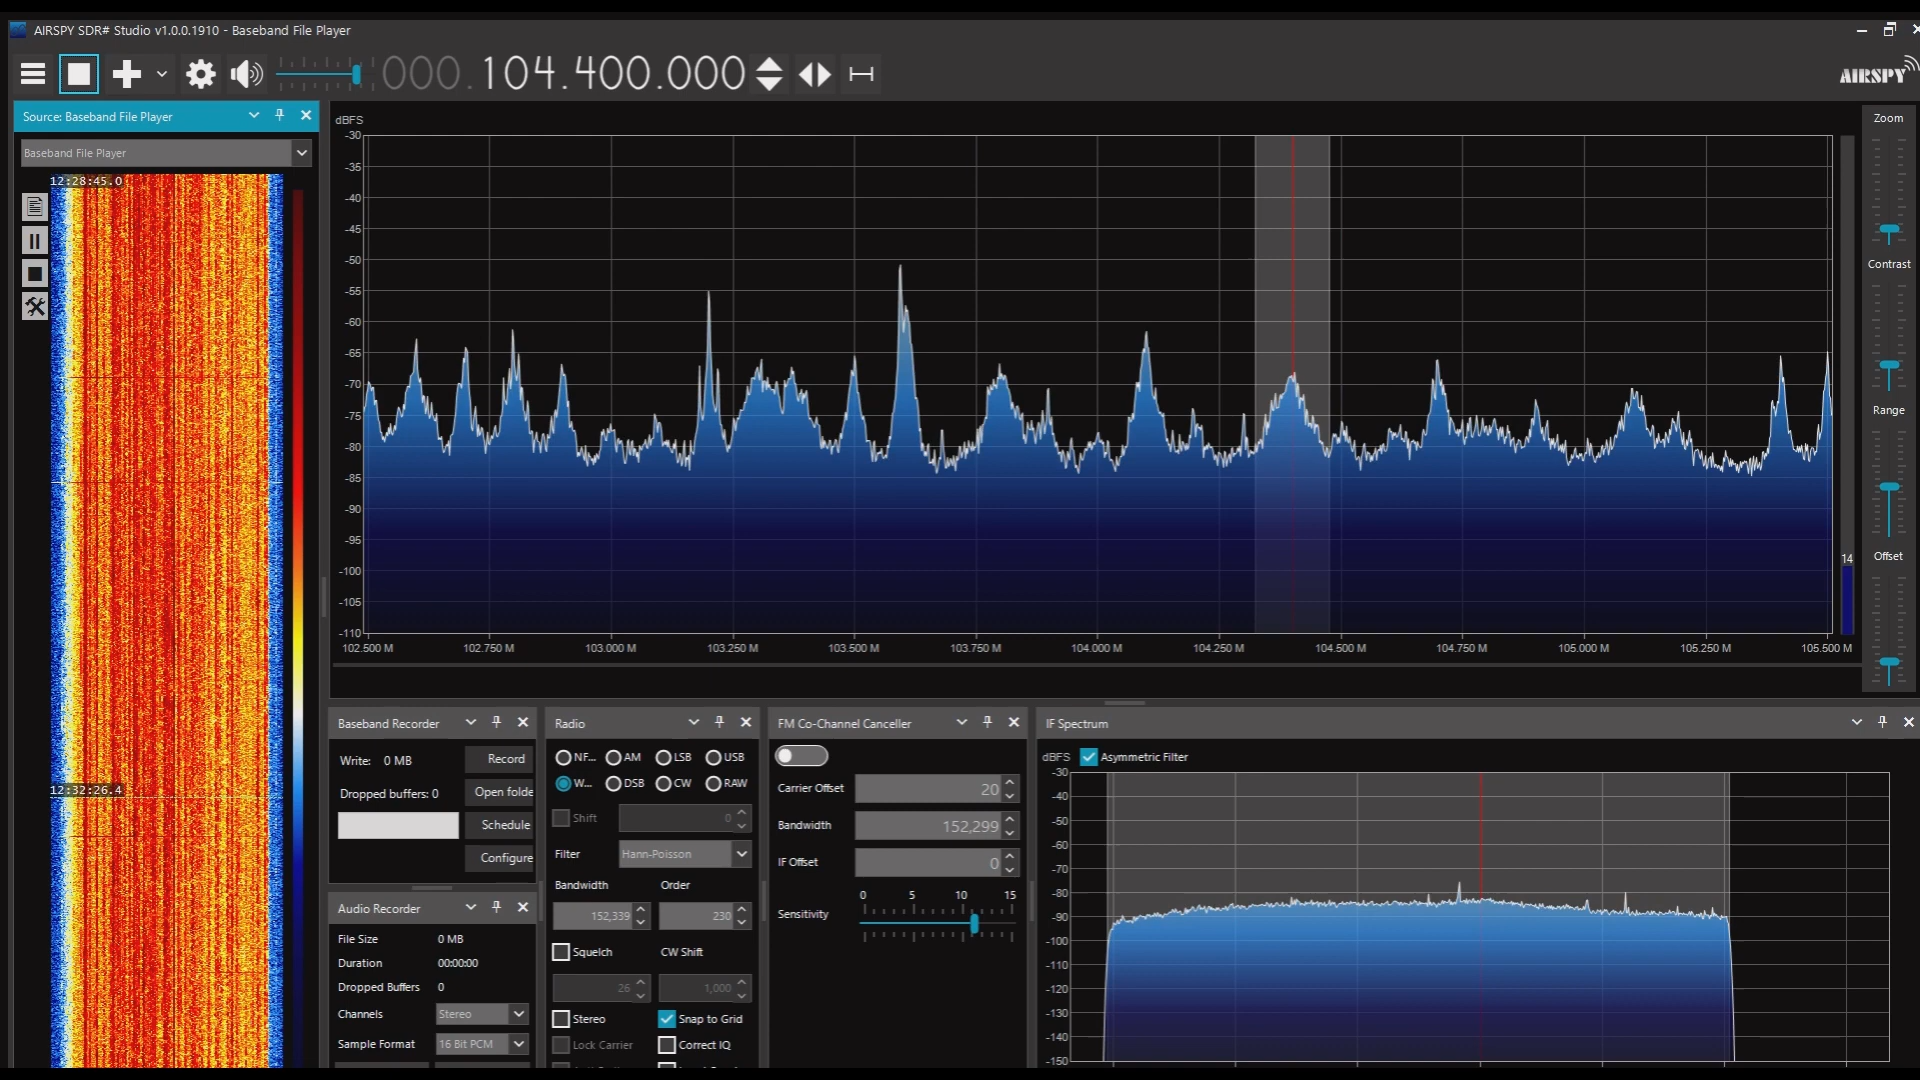 AIRSPY SDR# Studio v1.0.0.1910 - Baseband File Player
000.104.400.000
AIRSPY
Source: Baseband File Player
Baseband File Player
12:28:45.0
12:32:26.4
dBFS
-30
-35
-40
-45
-50
-55
-60
-65
-70
-75
-80
-85
-90
-95
-100
-105
-110
102.500 M 102.750 M 103.000 M 103.250 M 103.500 M 103.750 M 104.000 M 104.250 M 104.500 M 104.750 M 105.000 M 105.250 M 105.500 M
14
Zoom
Contrast
Range
Offset
Baseband Recorder
Write: 0 MB
Record
Dropped buffers: 0
Open folde
Schedule
Configure
Audio Recorder
File Size 0 MB
Duration 00:00:00
Dropped Buffers 0
Channels Stereo
Sample Format 16 Bit PCM
Radio
NF... AM LSB USB
W... DSB CW RAW
Shift 0
Filter Hann-Poisson
Bandwidth Order
152,339 230
Squelch CW Shift
26 1,000
Stereo Snap to Grid
Lock Carrier Correct IQ
FM Co-Channel Canceller
Carrier Offset 20
Bandwidth 152,299
IF Offset 0
0 5 10 15
Sensitivity
IF Spectrum
dBFS Asymmetric Filter
-30
-40
-50
-60
-70
-80
-90
-100
-110
-120
-130
-140
-150